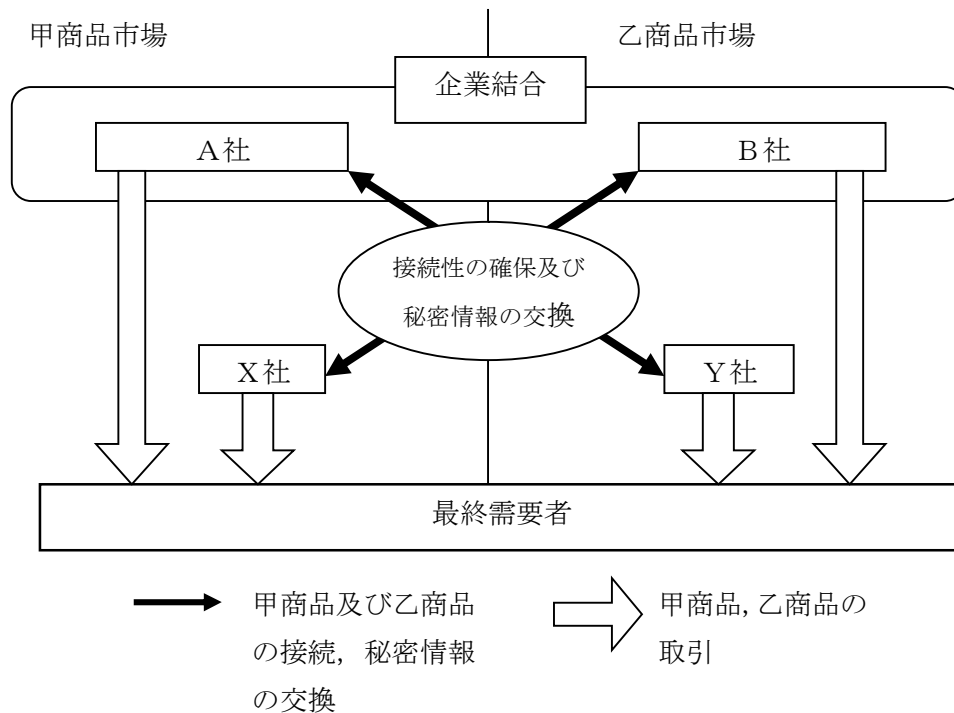 甲商品市場
乙商品市場
企業結合
A社
B社
接続性の確保及び
秘密情報の交換
X社
Y社
最終需要者
甲商品及び乙商品
の接続，秘密情報
の交換
甲商品，乙商品の
取引